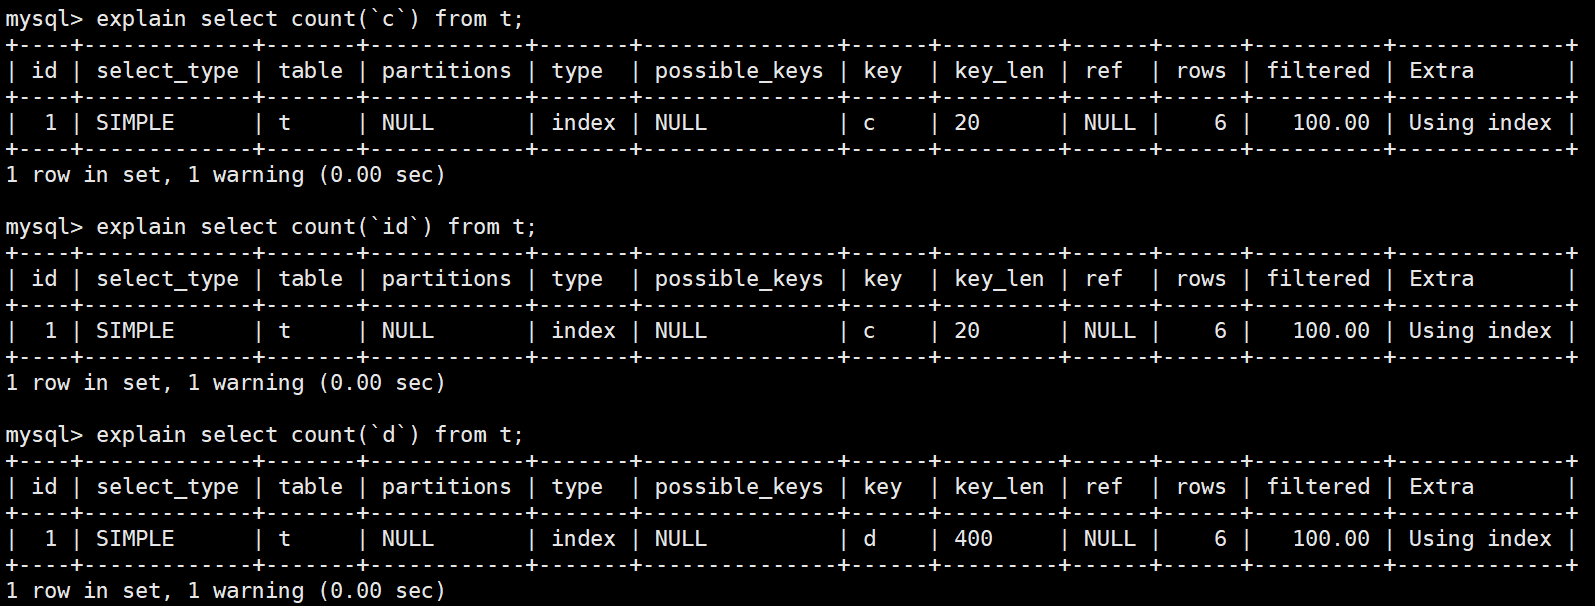 mysql> explain select count(`c`) from t;
+----+-------------+-------+------------+-------+---------------+------+---------+------+------+----------+-------------+
| id | select_type | table | partitions | type  | possible_keys | key  | key_len | ref  | rows | filtered | Extra       |
+----+-------------+-------+------------+-------+---------------+------+---------+------+------+----------+-------------+
|  1 | SIMPLE      | t     | NULL       | index | NULL          | c    | 20      | NULL |    6 |   100.00 | Using index |
+----+-------------+-------+------------+-------+---------------+------+---------+------+------+----------+-------------+
1 row in set, 1 warning (0.00 sec)

mysql> explain select count(`id`) from t;
+----+-------------+-------+------------+-------+---------------+------+---------+------+------+----------+-------------+
| id | select_type | table | partitions | type  | possible_keys | key  | key_len | ref  | rows | filtered | Extra       |
+----+-------------+-------+------------+-------+---------------+------+---------+------+------+----------+-------------+
|  1 | SIMPLE      | t     | NULL       | index | NULL          | c    | 20      | NULL |    6 |   100.00 | Using index |
+----+-------------+-------+------------+-------+---------------+------+---------+------+------+----------+-------------+
1 row in set, 1 warning (0.00 sec)

mysql> explain select count(`d`) from t;
+----+-------------+-------+------------+-------+---------------+------+---------+------+------+----------+-------------+
| id | select_type | table | partitions | type  | possible_keys | key  | key_len | ref  | rows | filtered | Extra       |
+----+-------------+-------+------------+-------+---------------+------+---------+------+------+----------+-------------+
|  1 | SIMPLE      | t     | NULL       | index | NULL          | d    | 400     | NULL |    6 |   100.00 | Using index |
+----+-------------+-------+------------+-------+---------------+------+---------+------+------+----------+-------------+
1 row in set, 1 warning (0.00 sec)